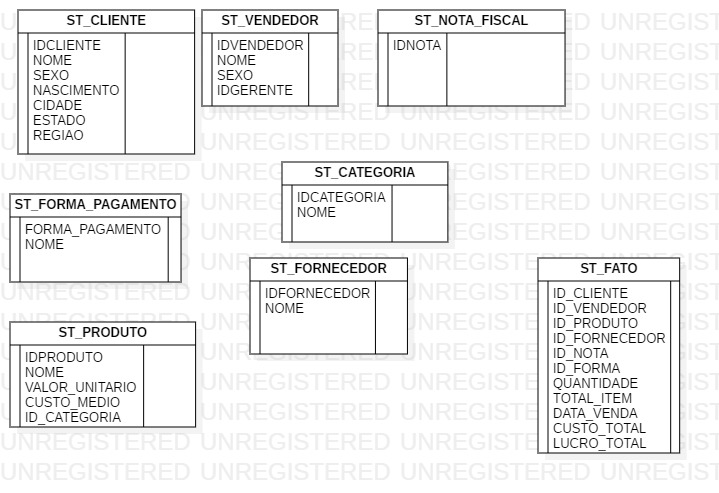 ST_CLIENTE
IDCLIENTE
NOME
SEXO
NASCIMENTO
CIDADE
ESTADO
REGIAO
ST_VENDEDOR
IDVENDEDOR
NOME
SEXO
IDGERENTE
ST_NOTA_FISCAL
IDNOTA
ST_CATEGORIA
IDCATEGORIA
NOME
ST_FORMA_PAGAMENTO
FORMA_PAGAMENTO
NOME
ST_FORNECEDOR
IDFORNECEDOR
NOME
ST_FATO
ID_CLIENTE
ID_VENDEDOR
ID_PRODUTO
ID_FORNECEDOR
ID_NOTA
ID_FORMA
QUANTIDADE
TOTAL_ITEM
DATA_VENDA
CUSTO_TOTAL
LUCRO_TOTAL
ST_PRODUTO
IDPRODUTO
NOME
VALOR_UNITARIO
CUSTO_MEDIO
ID_CATEGORIA
UNREGISTERED UNREGISTERED UNREGISTERED UNREGIST